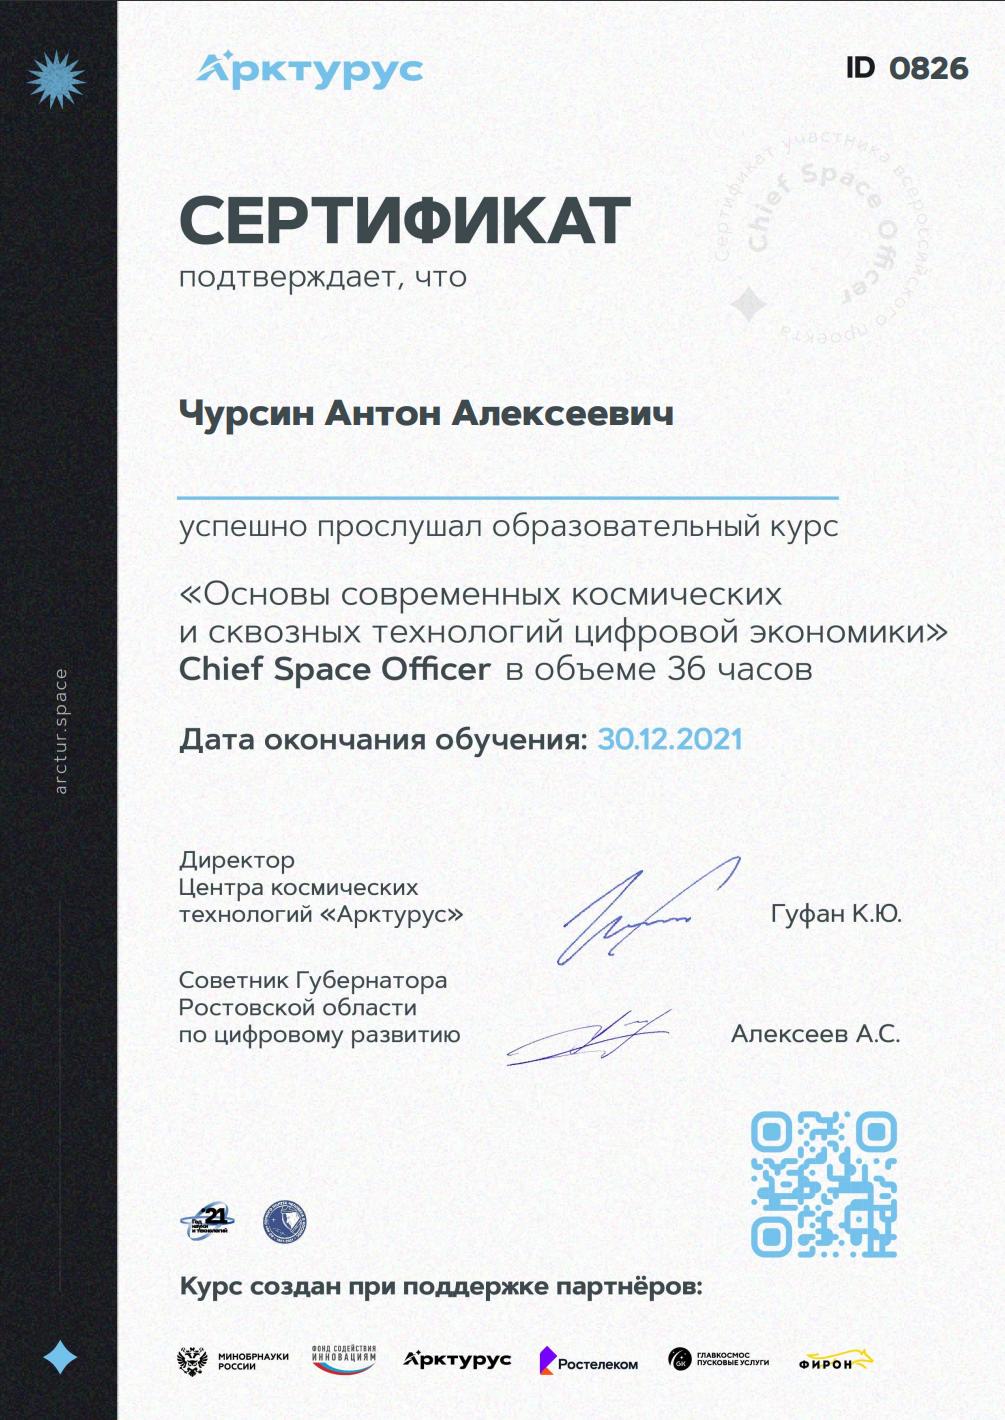 Арктурус
ID 0826
Сертификат участника всероссийского проекта
Chief Space Officer
СЕРТИФИКАТ
подтверждает, что
Чурсин Антон Алексеевич
успешно прослушал образовательный курс
«Основы современных космических
и сквозных технологий цифровой экономики»
Chief Space Officer в объеме 36 часов
Дата окончания обучения: 30.12.2021
arctur.space
Директор
Центра космических
технологий «Арктурус»
Гуфан К.Ю.
Советник Губернатора
Ростовской области
по цифровому развитию
Алексеев А.С.
'21
Год
науки
и технологий
Курс создан при поддержке партнёров:
МИНОБРНАУКИ
РОССИИ
ФОНД СОДЕЙСТВИЯ
ИННОВАЦИЯМ
Арктурус
Ростелеком
GK
ГЛАВКОСМОС
ПУСКОВЫЕ УСЛУГИ
ФИРОН